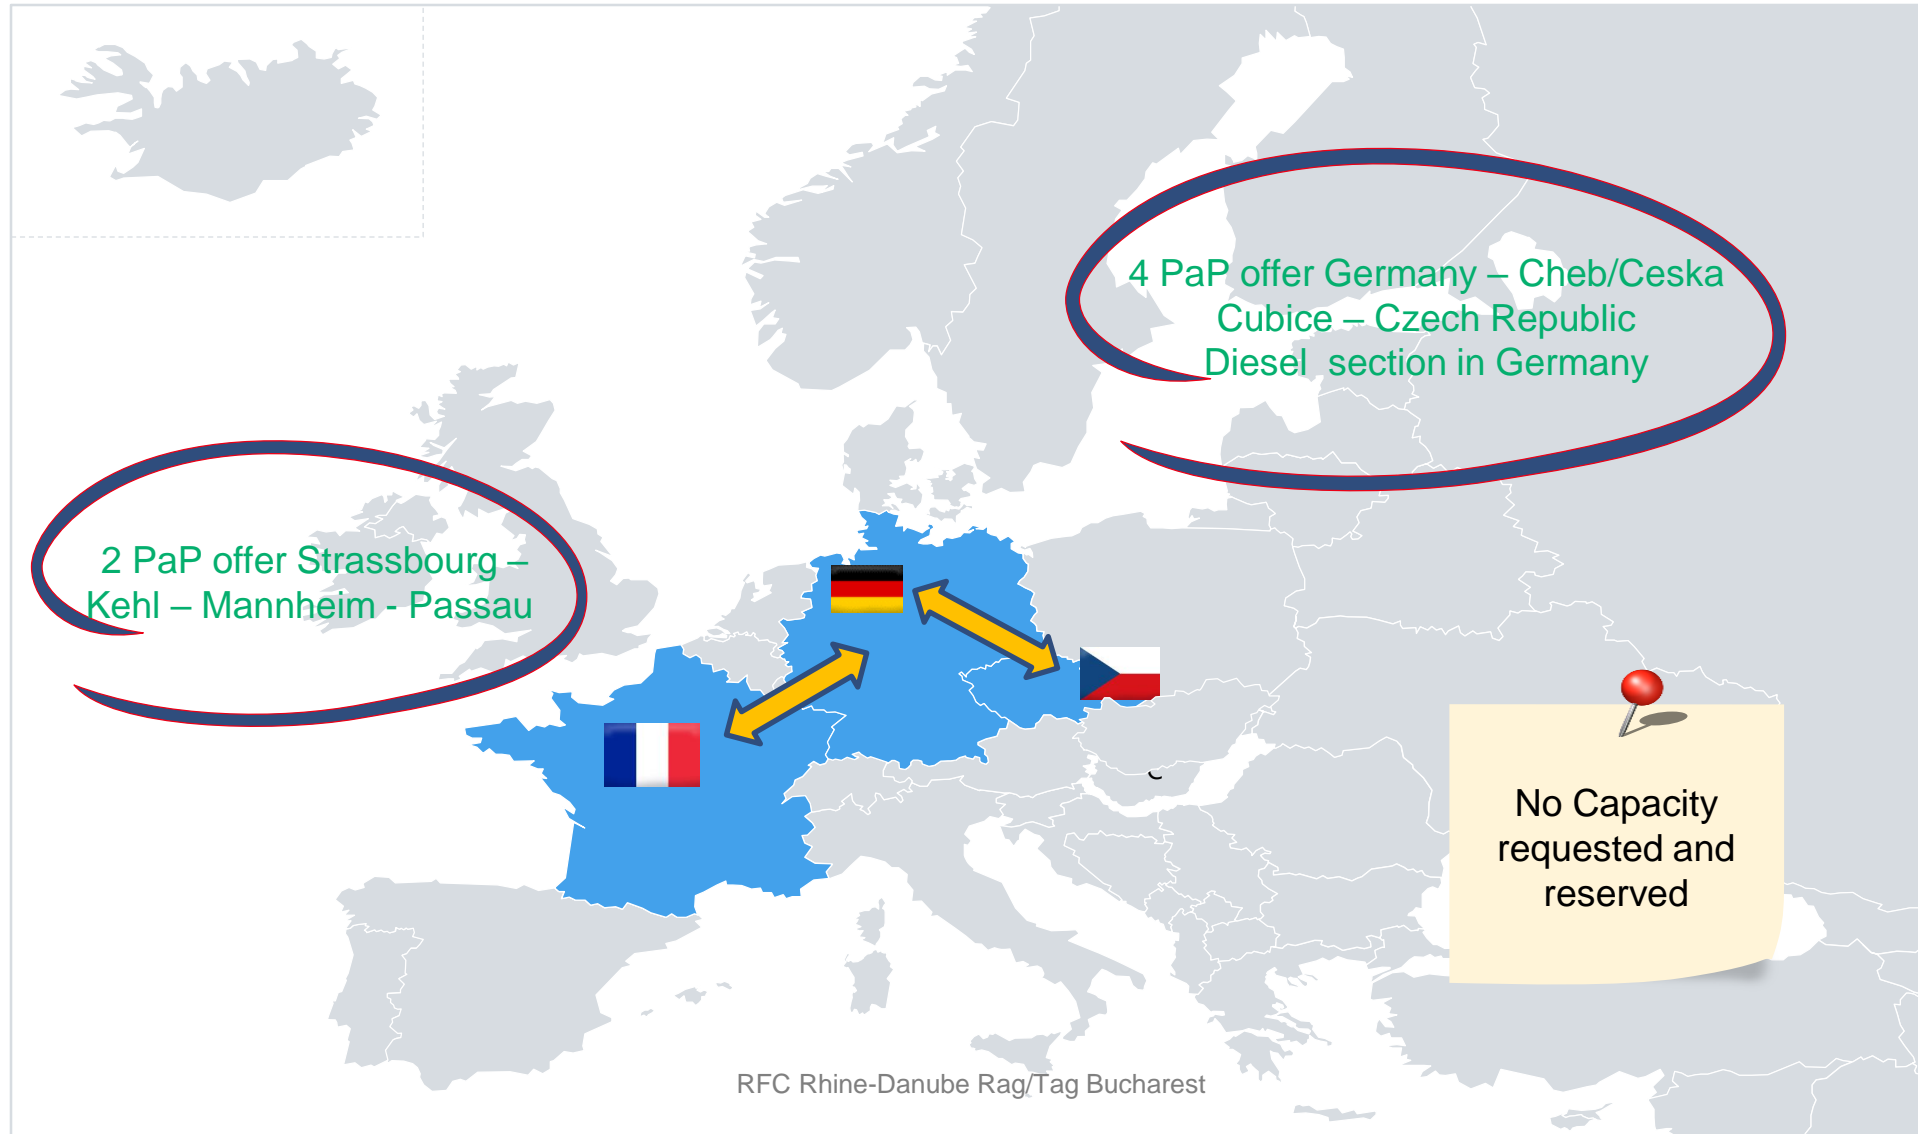 4 PaP offer Germany – Cheb/Ceska
Cubice – Czech Republic
Diesel  section in Germany
2 PaP offer Strassbourg –
Kehl – Mannheim - Passau
No Capacity
requested and
reserved
RFC Rhine-Danube Rag/Tag Bucharest